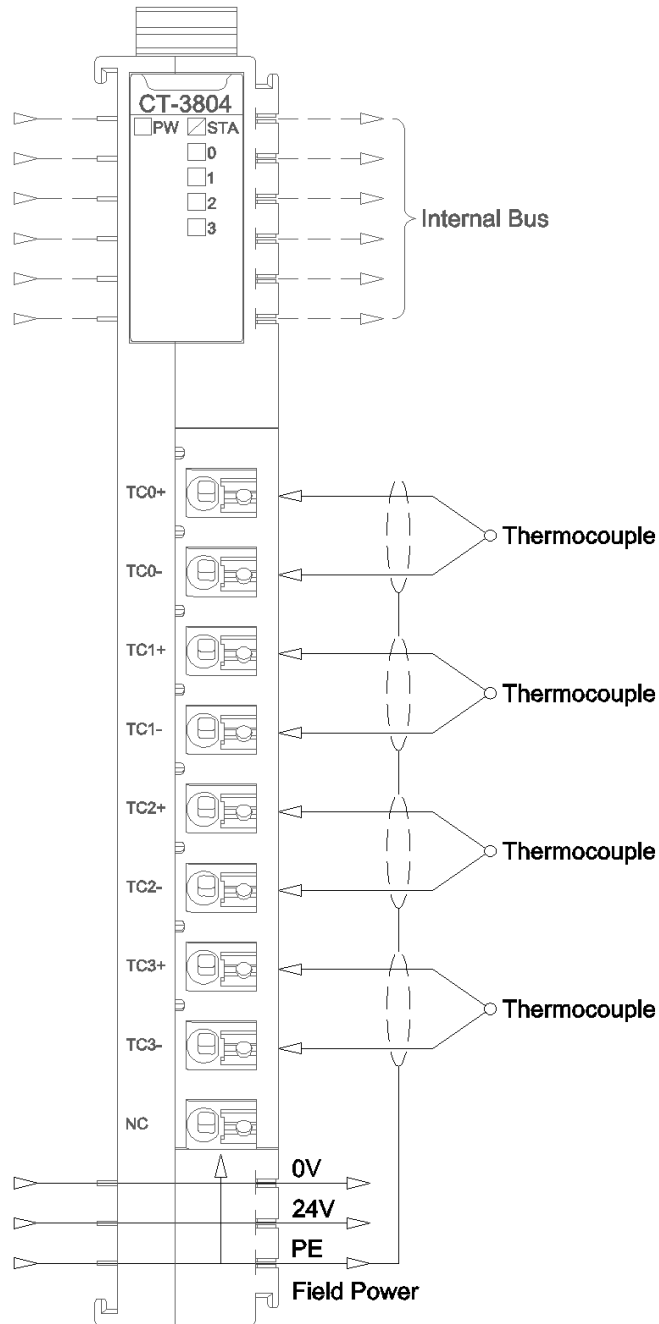 CT-3804
PW STA
0
1
2
3
Internal Bus
TC0+
Thermocouple
TC0-
TC1+
Thermocouple
TC1-
TC2+
Thermocouple
TC2-
TC3+
Thermocouple
TC3-
NC
0V
24V
PE
Field Power